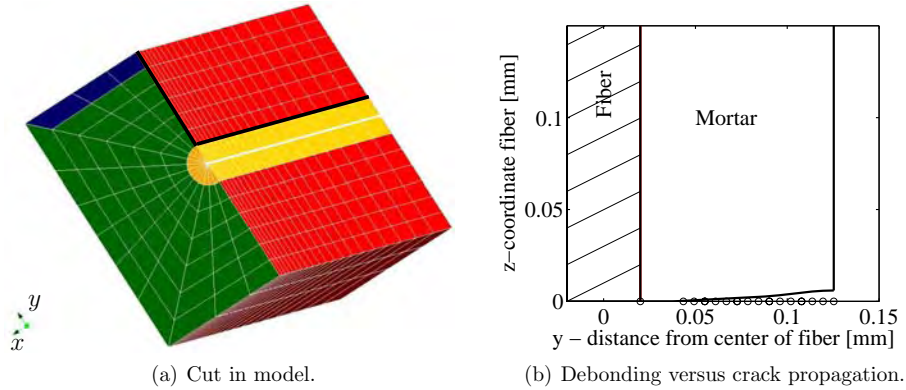 y
x
(a) Cut in model.
z–coordinate fiber [mm]
0.1
0.05
0
Fiber
Mortar
0
0.05
0.1
0.15
y – distance from center of fiber [mm]
(b) Debonding versus crack propagation.